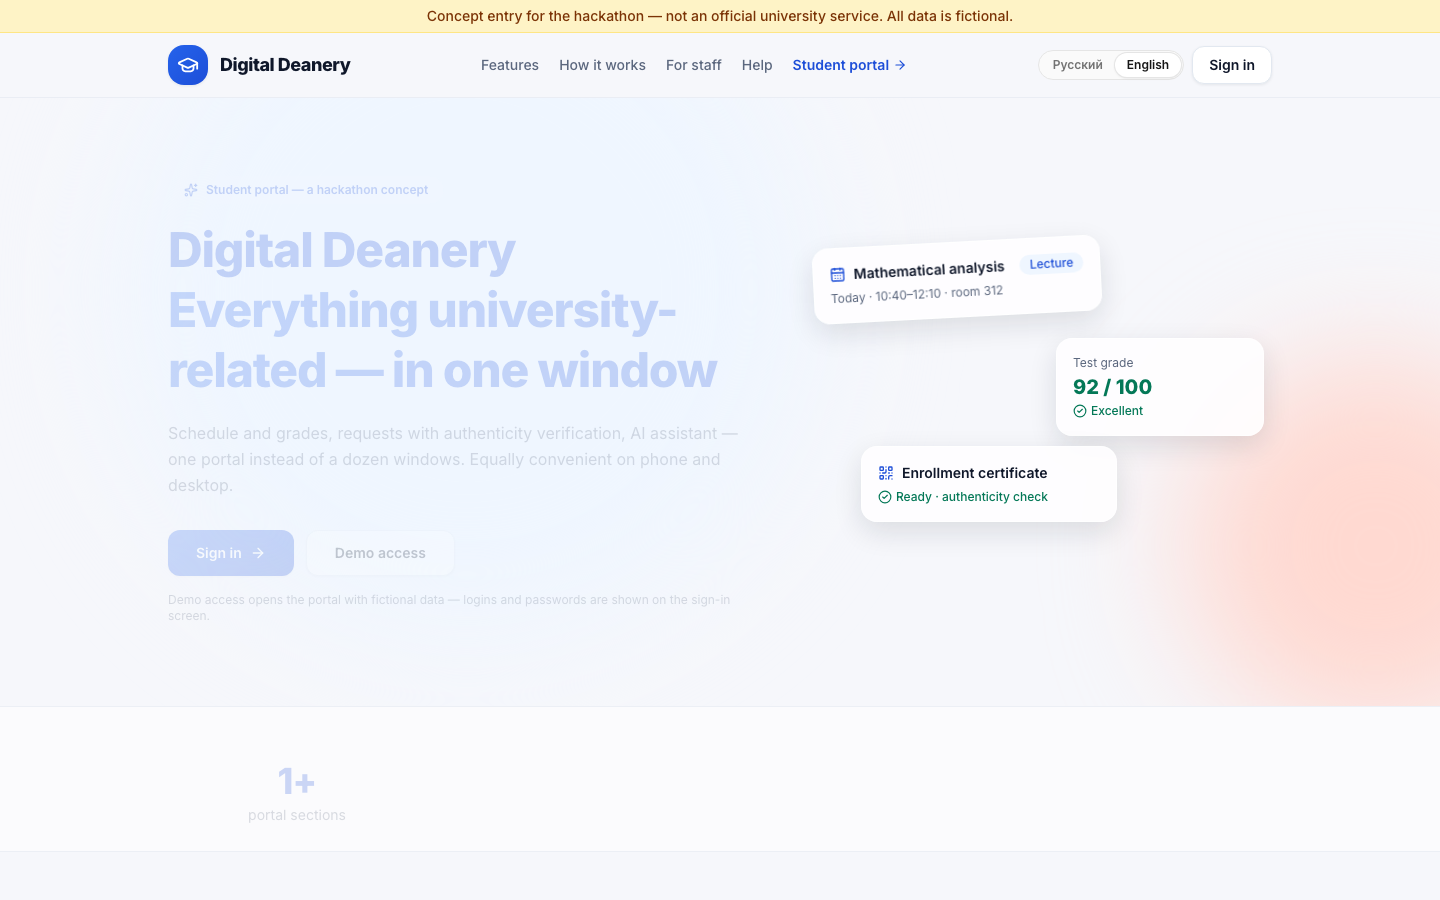 Concept entry for the hackathon — not an official university service. All data is fictional.
Digital Deanery
Features
How it works
For staff
Help
Student portal →
Русский
English
Sign in
Student portal — a hackathon concept
Digital Deanery
Everything university-
related — in one window
Schedule and grades, requests with authenticity verification, AI assistant —
one portal instead of a dozen windows. Equally convenient on phone and
desktop.
Sign in →
Demo access
Demo access opens the portal with fictional data — logins and passwords are shown on the sign-in
screen.
Mathematical analysis
Lecture
Today · 10:40–12:10 · room 312
Test grade
92 / 100
Excellent
Enrollment certificate
Ready · authenticity check
1+
portal sections